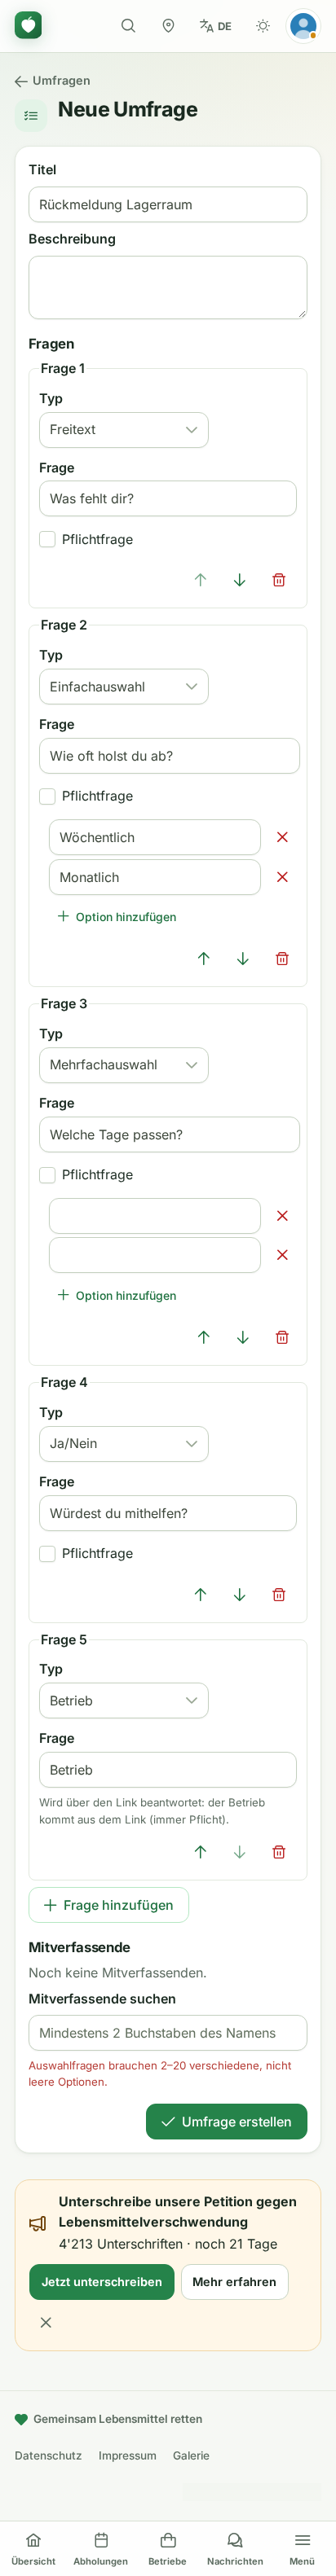 DE
Umfragen
Neue Umfrage
Titel
Rückmeldung Lagerraum
Beschreibung
Fragen
Frage 1
Typ
Freitext
Frage
Was fehlt dir?
Pflichtfrage
Frage 2
Typ
Einfachauswahl
Frage
Wie oft holst du ab?
Pflichtfrage
Wöchentlich
Monatlich
Option hinzufügen
Frage 3
Typ
Mehrfachauswahl
Frage
Welche Tage passen?
Pflichtfrage
Option hinzufügen
Frage 4
Typ
Ja/Nein
Frage
Würdest du mithelfen?
Pflichtfrage
Frage 5
Typ
Betrieb
Frage
Betrieb
Wird über den Link beantwortet: der Betrieb
kommt aus dem Link (immer Pflicht).
Frage hinzufügen
Mitverfassende
Noch keine Mitverfassenden.
Mitverfassende suchen
Mindestens 2 Buchstaben des Namens
Auswahlfragen brauchen 2–20 verschiedene, nicht
leere Optionen.
Umfrage erstellen
Unterschreibe unsere Petition gegen
Lebensmittelverschwendung
4'213 Unterschriften · noch 21 Tage
Jetzt unterschreiben
Mehr erfahren
Gemeinsam Lebensmittel retten
Datenschutz Impressum Galerie
Übersicht Abholungen Betriebe Nachrichten Menü